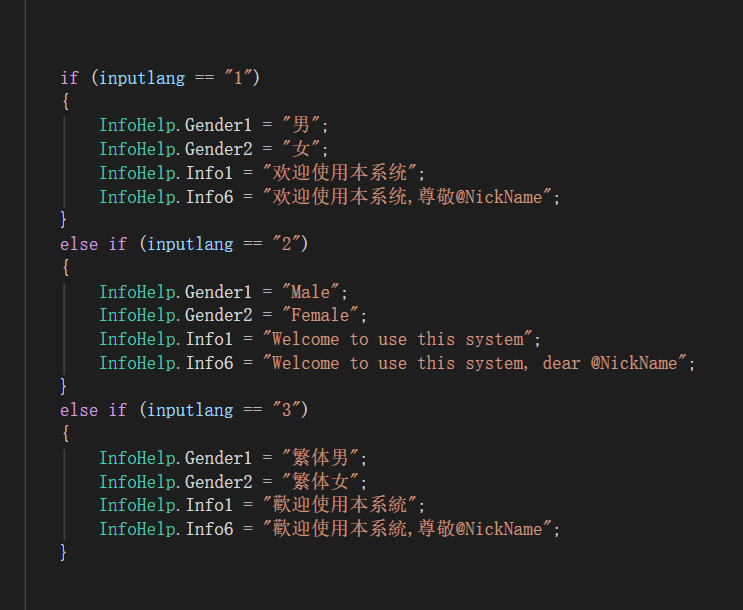 if (inputlang == "1")
{
InfoHelp.Gender1 = "男";
InfoHelp.Gender2 = "女";
InfoHelp.Info1 = "欢迎使用本系统";
InfoHelp.Info6 = "欢迎使用本系统,尊敬@NickName";
}
else if (inputlang == "2")
{
InfoHelp.Gender1 = "Male";
InfoHelp.Gender2 = "Female";
InfoHelp.Info1 = "Welcome to use this system";
InfoHelp.Info6 = "Welcome to use this system, dear @NickName";
}
else if (inputlang == "3")
{
InfoHelp.Gender1 = "繁体男";
InfoHelp.Gender2 = "繁体女";
InfoHelp.Info1 = "歡迎使用本系統";
InfoHelp.Info6 = "歡迎使用本系統,尊敬@NickName";
}